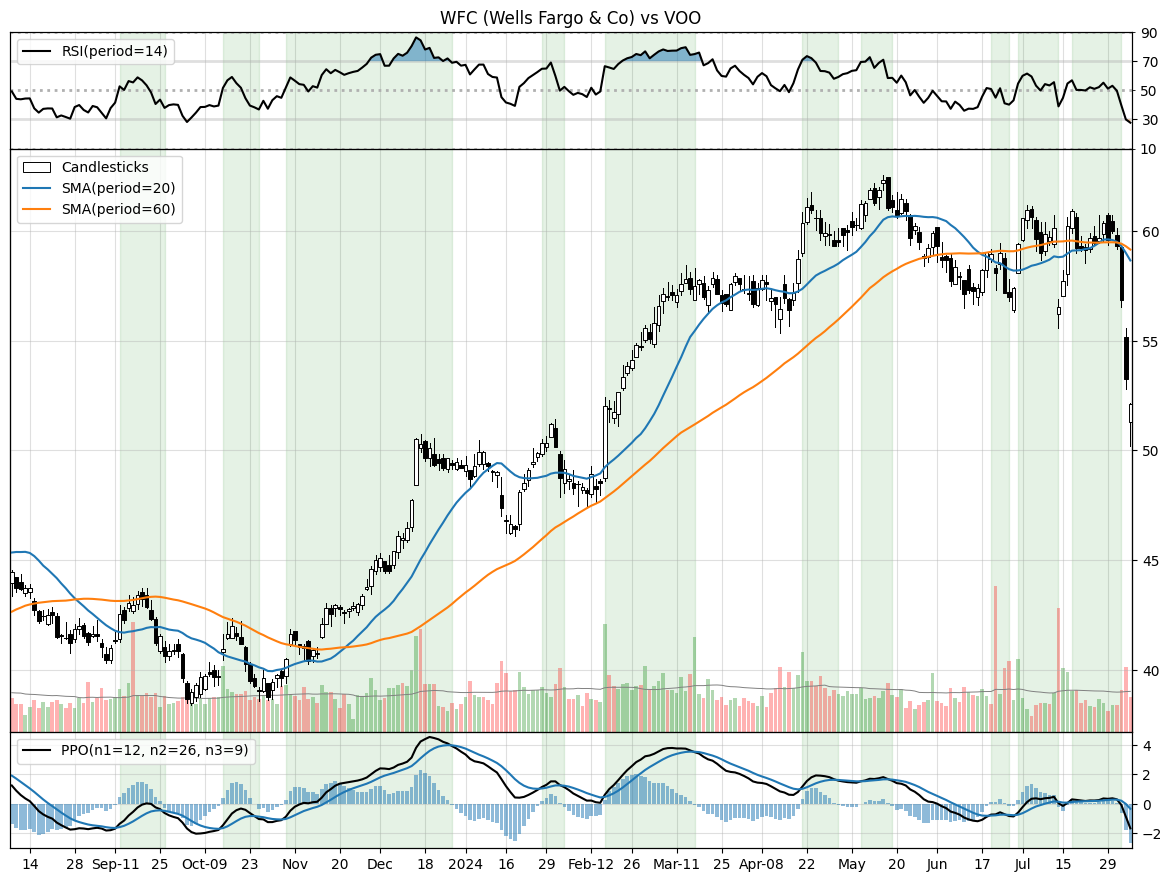 WFC (Wells Fargo & Co) vs VOO
RSI(period=14)
90
70
50
30
10
Candlesticks
SMA(period=20)
SMA(period=60)
60
55
50
45
40
PPO(n1=12, n2=26, n3=9)
4
2
0
−2
14 28 Sep-11 25 Oct-09 23 Nov 20 Dec 18 2024 16 29 Feb-12 26 Mar-11 25 Apr-08 22 May 20 Jun 17 Jul 15 29